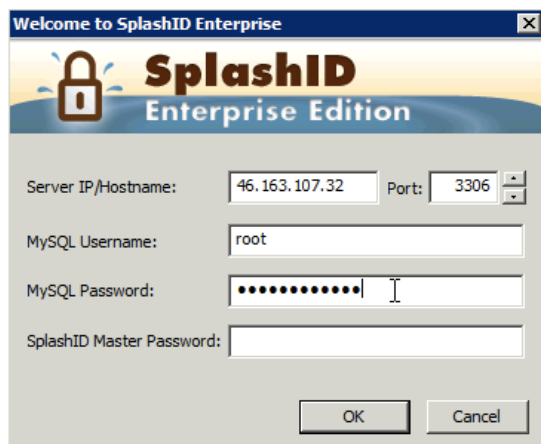 Welcome to SplashID Enterprise
SplashID
Enterprise Edition
Server IP/Hostname: 46.163.107.32 Port: 3306
MySQL Username: root
MySQL Password: ••••••••••••
SplashID Master Password:
OK Cancel